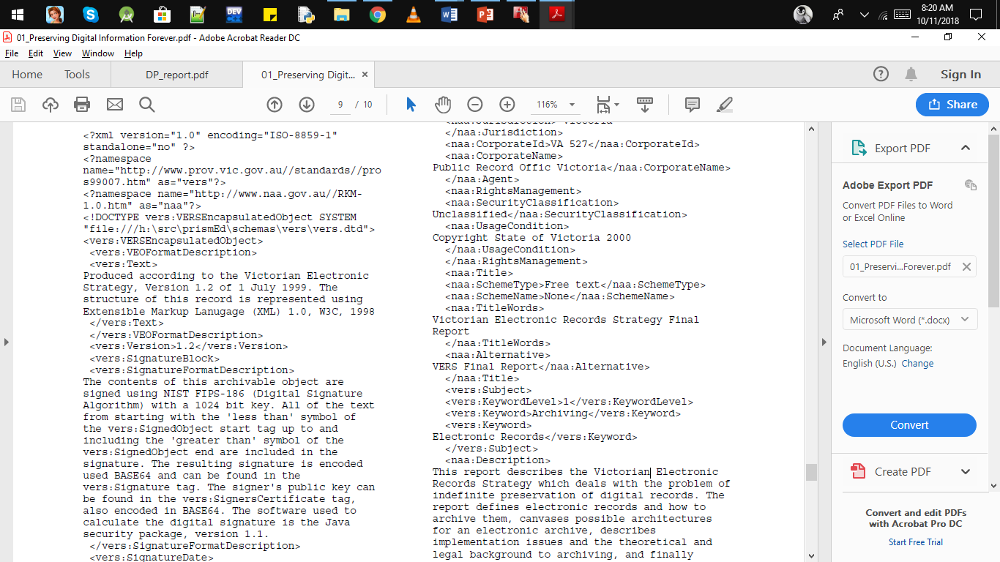 DEV
8:20 AM
10/11/2018
01_Preserving Digital Information Forever.pdf - Adobe Acrobat Reader DC
File Edit View Window Help
Home Tools DP_report.pdf 01_Preserving Digit... × Sign In
9 / 10 116% Share
<?xml version="1.0" encoding="ISO-8859-1"
standalone="no" ?>
<?namespace
name="http://www.prov.vic.gov.au//standards//pro
s99007.htm" as="vers"?>
<?namespace name="http://www.naa.gov.au//RKM-
1.0.htm" as="naa"?>
<!DOCTYPE vers:VERSEncapsulatedObject SYSTEM
"file:///h:\src\prismEd\schemas\vers\vers.dtd">
<vers:VERSEncapsulatedObject>
<vers:VEOFormatDescription>
<vers:Text>
Produced according to the Victorian Electronic
Strategy, Version 1.2 of 1 July 1999. The
structure of this record is represented using
Extensible Markup Lanugage (XML) 1.0, W3C, 1998
</vers:Text>
</vers:VEOFormatDescription>
<vers:Version>1.2</vers:Version>
<vers:SignatureBlock>
<vers:SignatureFormatDescription>
The contents of this archivable object are
signed using NIST FIPS-186 (Digital Signature
Algorithm) with a 1024 bit key. All of the text
from starting with the 'less than' symbol of
the vers:SignedObject start tag up to and
including the 'greater than' symbol of the
vers:SignedObject end are included in the
signature. The resulting signature is encoded
used BASE64 and can be found in the
vers:Signature tag. The signer's public key can
be found in the vers:SignersCertificate tag,
also encoded in BASE64. The software used to
calculate the digital signature is the Java
security package, version 1.1.
</vers:SignatureFormatDescription>
<vers:SignatureDate>
<naa:Jurisdiction> Victoria
</naa:Jurisdiction>
<naa:CorporateId>VA 527</naa:CorporateId>
<naa:CorporateName>
Public Record Offic Victoria</naa:CorporateName>
</naa:Agent>
<naa:RightsManagement>
<naa:SecurityClassification>
Unclassified</naa:SecurityClassification>
<naa:UsageCondition>
Copyright State of Victoria 2000
</naa:UsageCondition>
</naa:RightsManagement>
<naa:Title>
<naa:SchemeType>Free text</naa:SchemeType>
<naa:SchemeName>None</naa:SchemeName>
<naa:TitleWords>
Victorian Electronic Records Strategy Final
Report
</naa:TitleWords>
<naa:Alternative>
VERS Final Report</naa:Alternative>
</naa:Title>
<vers:Subject>
<vers:KeywordLevel>1</vers:KeywordLevel>
<vers:Keyword>Archiving</vers:Keyword>
<vers:Keyword>
Electronic Records</vers:Keyword>
</vers:Subject>
<naa:Description>
This report describes the Victorian Electronic
Records Strategy which deals with the problem of
indefinite preservation of digital records. The
report defines electronic records and how to
archive them, canvases possible architectures
for an electronic archive, describes
implementation issues and the theoretical and
legal background to archiving, and finally
Export PDF
Adobe Export PDF
Convert PDF Files to Word
or Excel Online
Select PDF File
01_Preservi...Forever.pdf
Convert to
Microsoft Word (*.docx)
Document Language:
English (U.S.) Change
Convert
Create PDF
Convert and edit PDFs
with Acrobat Pro DC
Start Free Trial